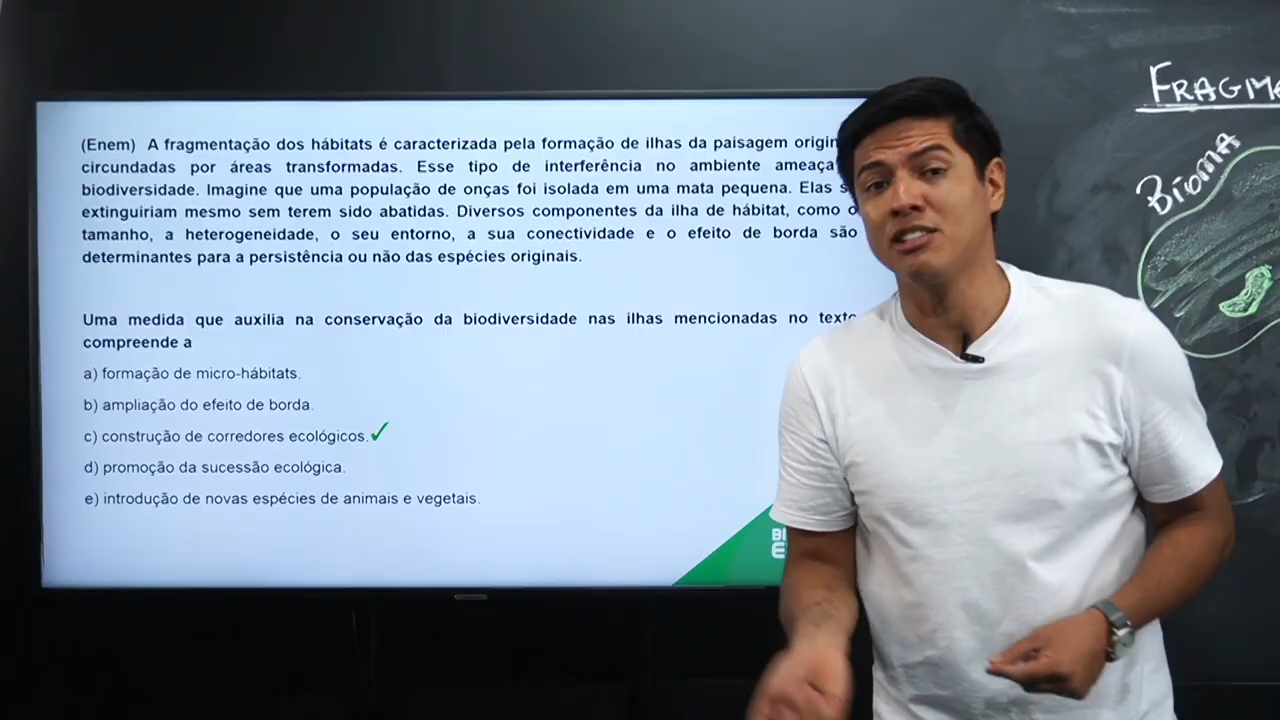 (Enem) A fragmentação dos hábitats é caracterizada pela formação de ilhas da paisagem
circundadas por áreas transformadas. Esse tipo de interferência no ambiente ameaça
biodiversidade. Imagine que uma população de onças foi isolada em uma mata pequena. Elas
extinguiriam mesmo sem terem sido abatidas. Diversos componentes da ilha de hábitat, como o
tamanho, a heterogeneidade, o seu entorno, a sua conectividade e o efeito de borda são
determinantes para a persistência ou não das espécies originais.
Uma medida que auxilia na conservação da biodiversidade nas ilhas mencionadas no texto
compreende a
a) formação de micro-hábitats.
b) ampliação do efeito de borda.
c) construção de corredores ecológicos.
d) promoção da sucessão ecológica.
e) introdução de novas espécies de animais e vegetais.
BIOMA